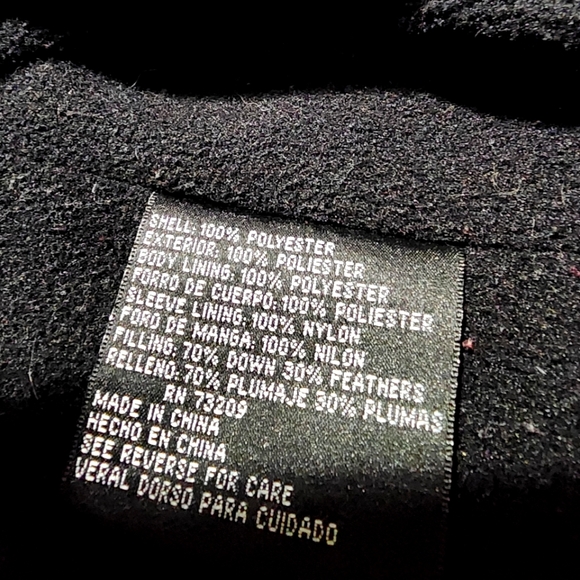 SHELL: 100% POLYESTER
EXTERIOR: 100% POLIESTER
BODY LINING: 100% POLYESTER
FORRO DE CUERPO: 100% POLIESTER
SLEEVE LINING: 100% NYLON
FORO DE MANGA: 100% NILON
FILLING: 70% DOWN 30% FEATHERS
RELLENO: 70% PLUMAJE 30% PLUMAS
RN 73209
MADE IN CHINA
HECHO EN CHINA
SEE REVERSE FOR CARE
VERAL DORSO PARA CUIDADO